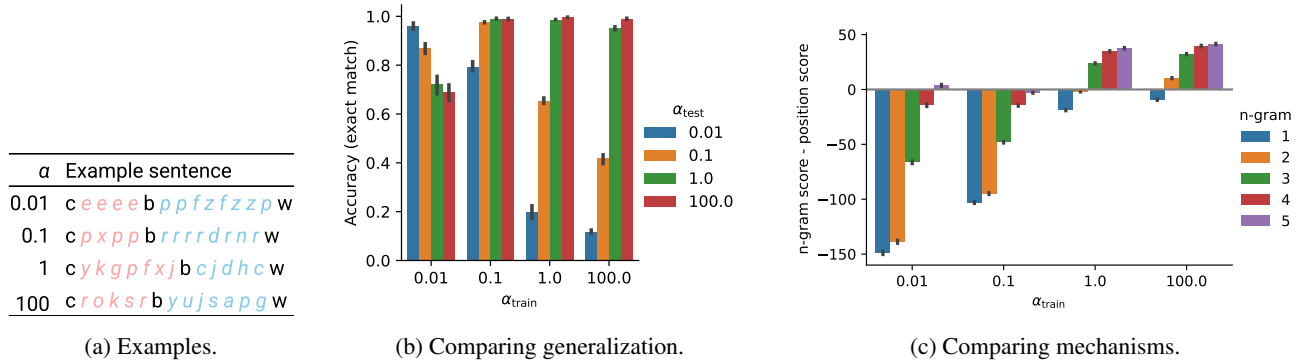 α Example sentence
0.01 c e e e e b p p f z f z z p w
0.1 c p x p p b r r r r d r n r w
1 c y k g p f x j b c j d h c w
100 c r o k s r b y u j s a p g w
(a) Examples.
Accuracy (exact match)
1.0
0.8
0.6
0.4
0.2
0.0
0.01 0.1 1.0 100.0
α_train
α_test
0.01
0.1
1.0
100.0
(b) Comparing generalization.
n-gram score - position score
50
0
−50
−100
−150
0.01 0.1 1.0 100.0
α_train
n-gram
1
2
3
4
5
(c) Comparing mechanisms.